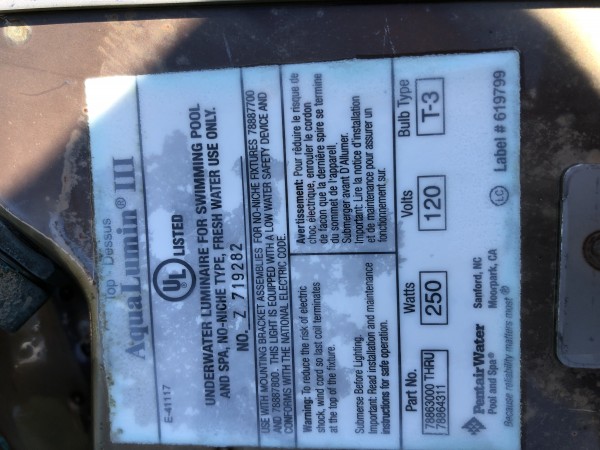 Top - Dessus
AquaLumin® III
E-41117
UL® LISTED
UNDERWATER LUMINAIRE FOR SWIMMING POOL
AND SPA, NO-NICHE TYPE, FRESH WATER USE ONLY.
NO. Z 719282
USE WITH MOUNTING BRACKET ASSEMBLIES FOR NO-NICHE FIXTURES 78887700
AND 78887800. THIS LIGHT IS EQUIPPED WITH A LOW WATER SAFETY DEVICE AND
CONFORMS WITH THE NATIONAL ELECTRIC CODE.
Warning: To reduce the risk of electric
shock, wind cord so last coil terminates
at the top of the fixture.
Submerse Before Lighting.
Important: Read installation and maintenance
instructions for safe operation.
Avertissement: Pour réduire le risque de
choc électrique, enrouler le cordon
de façon que la dernière spire se termine
du sommet de l'appareil.
Submerger avant D'Allumer.
Important: Lire la notice d'installation
et de maintenance pour assurer un
fonctionnement sur.
Part No. Watts Volts Bulb Type
78863000 THRU
78864311
250 120 T-3
PentairWater
Pool and Spa®
Because reliability matters most®
Sanford, NC
Moorpark, CA
LC
Label # 619799